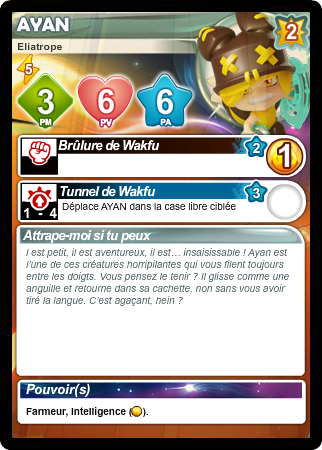 AYAN
2
Eliatrope
5
3
PM
6
PV
6
PA
Brûlure de Wakfu
2
1
Tunnel de Wakfu
3
1 - 4
Déplace AYAN dans la case libre ciblée
Attrape-moi si tu peux
l est petit, il est aventureux, il est… insaisissable ! Ayan est
l'une de ces créatures horripilantes qui vous filent toujours
entre les doigts. Vous pensez le tenir ? Il glisse comme une
anguille et retourne dans sa cachette, non sans vous avoir
tiré la langue. C'est agaçant, hein ?
Pouvoir(s)
Farmeur, Intelligence ( ).